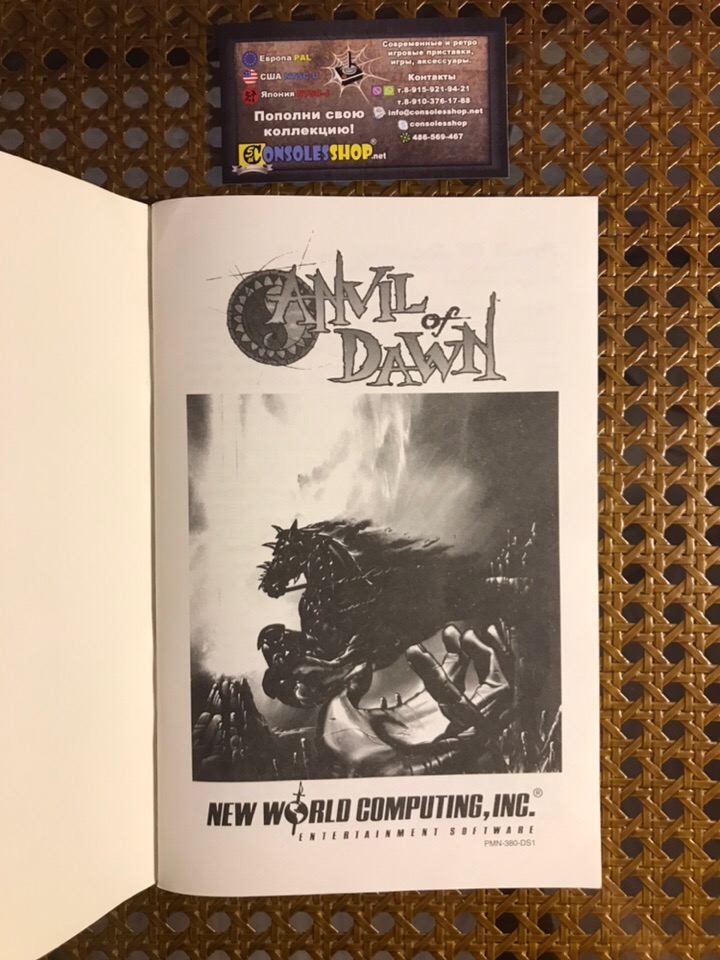 Европа PAL
США NTSC-U
Япония NTSC-J
Пополни свою
коллекцию!
CONSOLESSHOP.net
Современные и ретро
игровые приставки,
игры, аксессуары.
Контакты
т.8-915-921-94-21
т.8-910-376-17-88
info@consolesshop.net
consolesshop
486-569-467
ANVIL
of
DAWN
NEW WORLD COMPUTING, INC.®
ENTERTAINMENT SOFTWARE
PMN-380-DS1